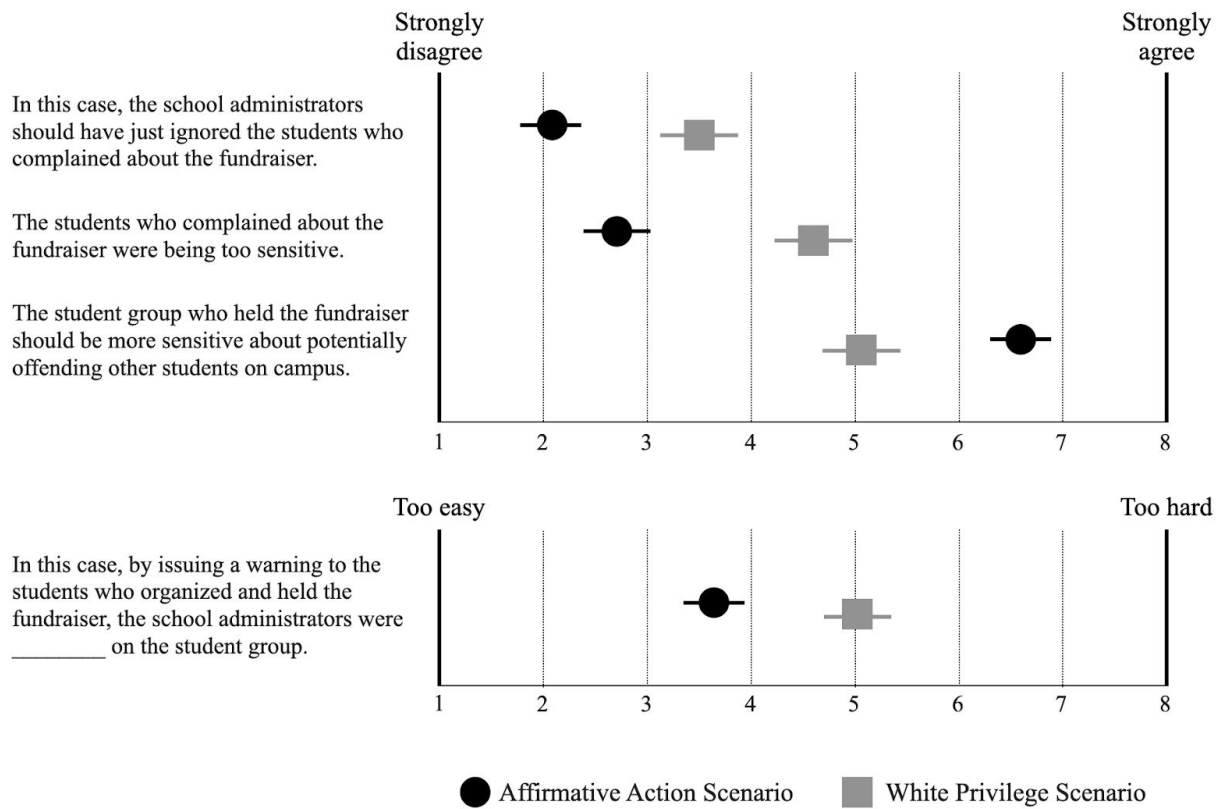 Strongly
disagree
Strongly
agree
In this case, the school administrators
should have just ignored the students who
complained about the fundraiser.
The students who complained about the
fundraiser were being too sensitive.
The student group who held the fundraiser
should be more sensitive about potentially
offending other students on campus.
1 2 3 4 5 6 7 8
Too easy Too hard
In this case, by issuing a warning to the
students who organized and held the
fundraiser, the school administrators were
________ on the student group.
1 2 3 4 5 6 7 8
Affirmative Action Scenario White Privilege Scenario